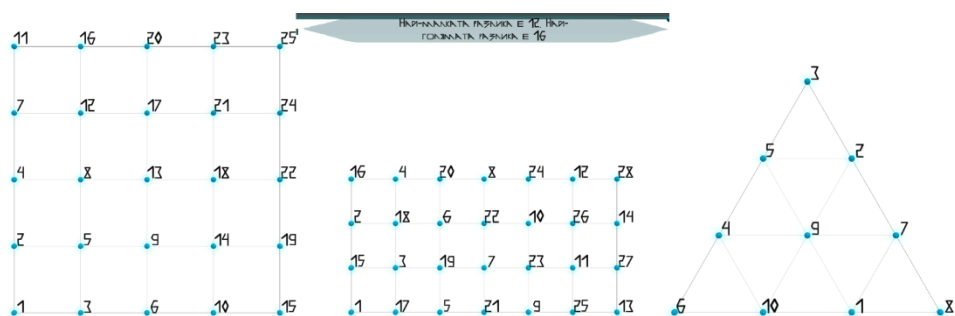 Най-малката разлика е 12. Най-
голямата разлика е 16
11 16 20 23 25
7 12 17 21 24
4 8 13 18 22
2 5 9 14 19
1 3 6 10 15
16 4 20 8 24 12 28
2 18 6 22 10 26 14
15 3 19 7 23 11 27
1 17 5 21 9 25 13
3
5 2
4 9 7
6 10 1 8